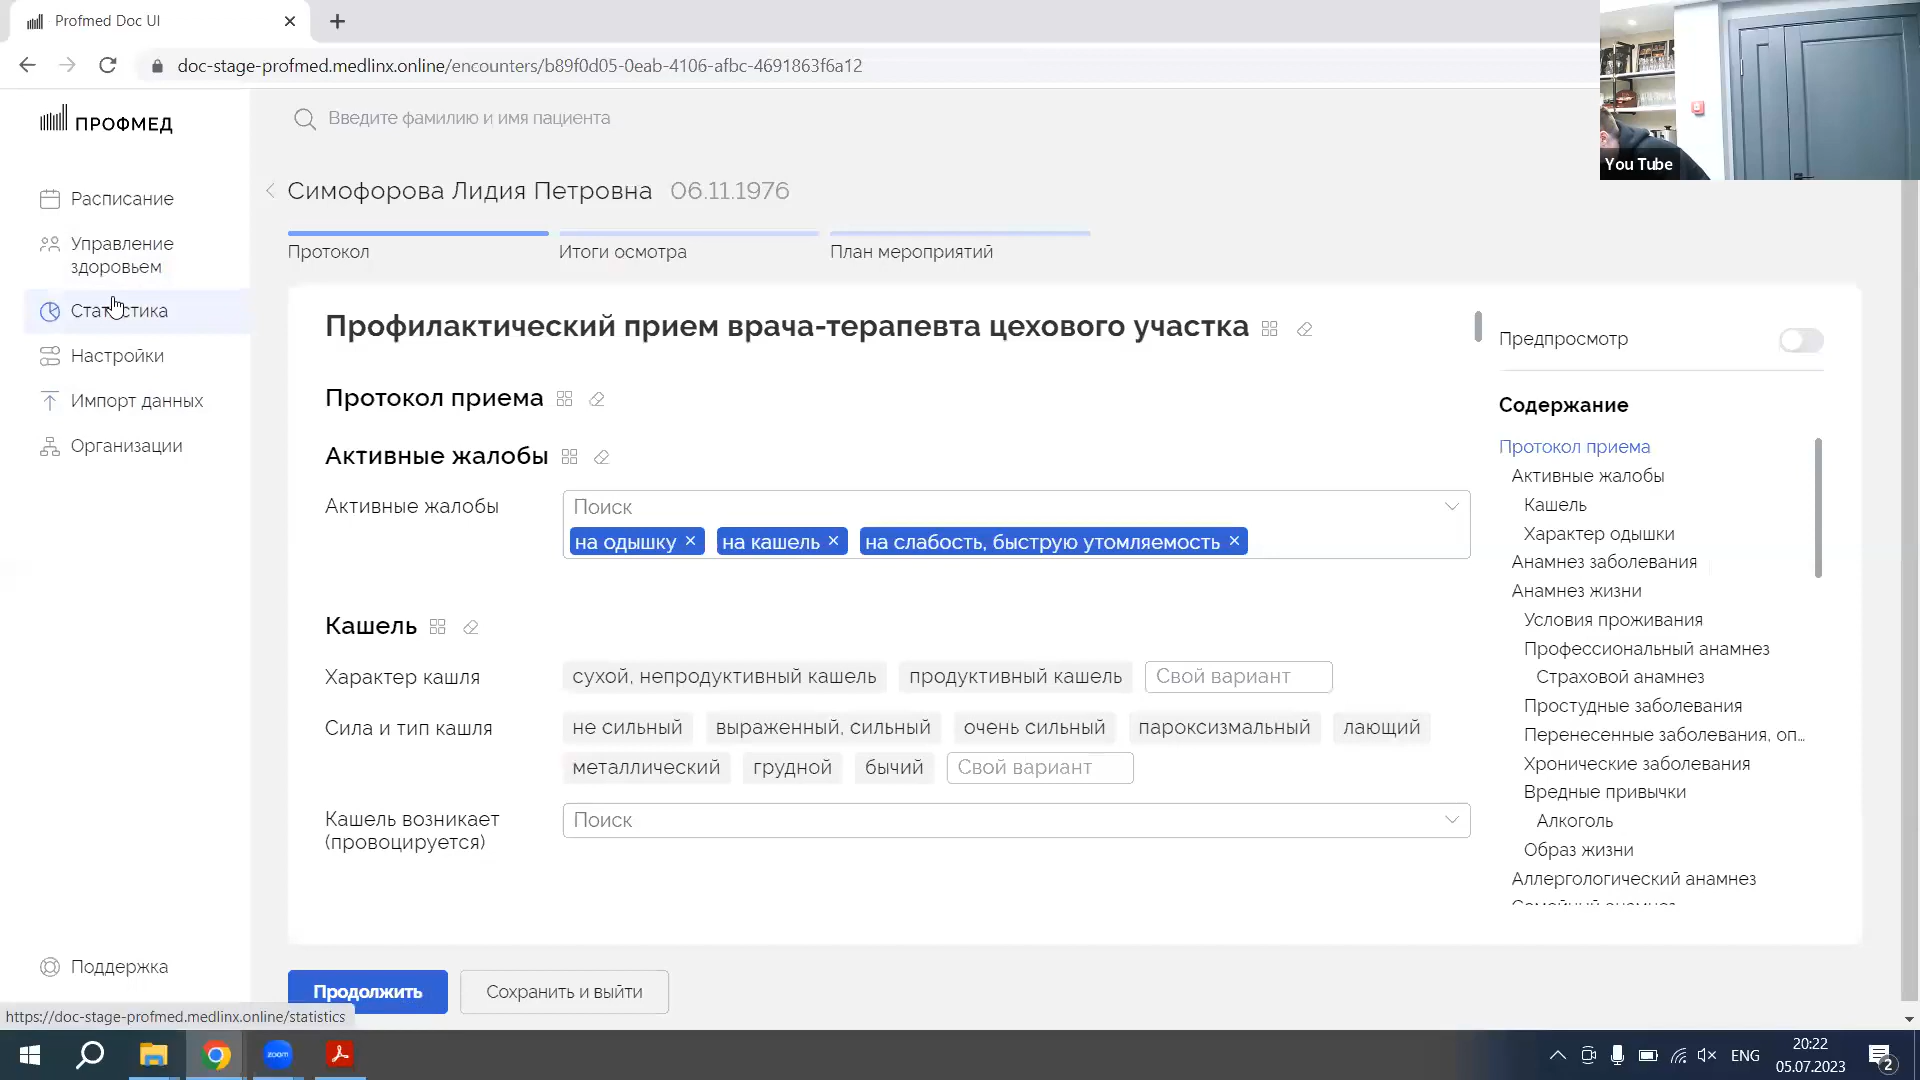 Profmed Doc UI
doc-stage-profmed.medlinx.online/encounters/b89f0d05-0eab-4106-afbc-4691863f6a12
ПРОФМЕД
Введите фамилию и имя пациента
You Tube
Расписание
Управление
здоровьем
Статистика
Настройки
Импорт данных
Организации
Поддержка
Симофорова Лидия Петровна 06.11.1976
Протокол
Итоги осмотра
План мероприятий
Профилактический прием врача-терапевта цехового участка
Протокол приема
Активные жалобы
Активные жалобы
Поиск
на одышку × на кашель × на слабость, быструю утомляемость ×
Кашель
Характер кашля
сухой, непродуктивный кашель продуктивный кашель Свой вариант
Сила и тип кашля
не сильный выраженный, сильный очень сильный пароксизмальный лающий
металлический грудной бычий Свой вариант
Кашель возникает
(провоцируется)
Поиск
Предпросмотр
Содержание
Протокол приема
Активные жалобы
Кашель
Характер одышки
Анамнез заболевания
Анамнез жизни
Условия проживания
Профессиональный анамнез
Страховой анамнез
Простудные заболевания
Перенесенные заболевания, оп...
Хронические заболевания
Вредные привычки
Алкоголь
Образ жизни
Аллергологический анамнез
Продолжить
Сохранить и выйти
https://doc-stage-profmed.medlinx.online/statistics
zoom
ENG
20:22
05.07.2023
2